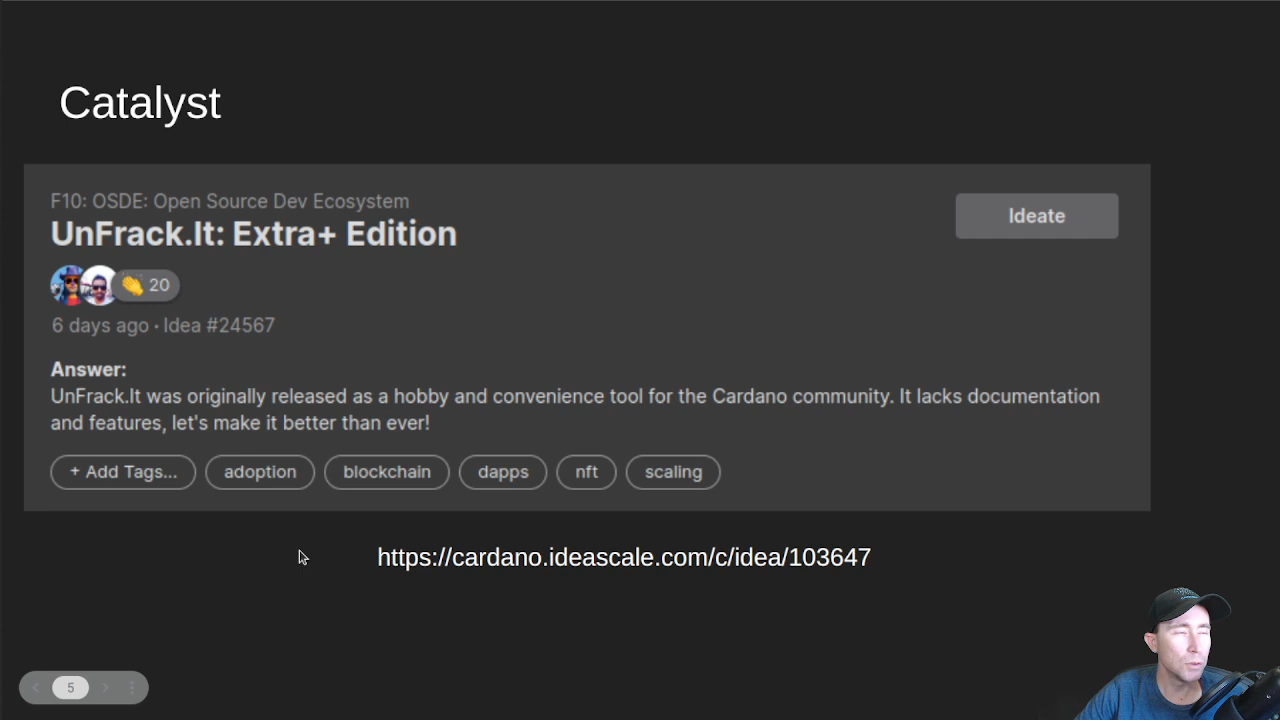 Catalyst
F10: OSDE: Open Source Dev Ecosystem
UnFrack.It: Extra+ Edition
Ideate
👏 20
6 days ago · Idea #24567
Answer:
UnFrack.It was originally released as a hobby and convenience tool for the Cardano community. It lacks documentation
and features, let's make it better than ever!
+ Add Tags... adoption blockchain dapps nft scaling
https://cardano.ideascale.com/c/idea/103647
5